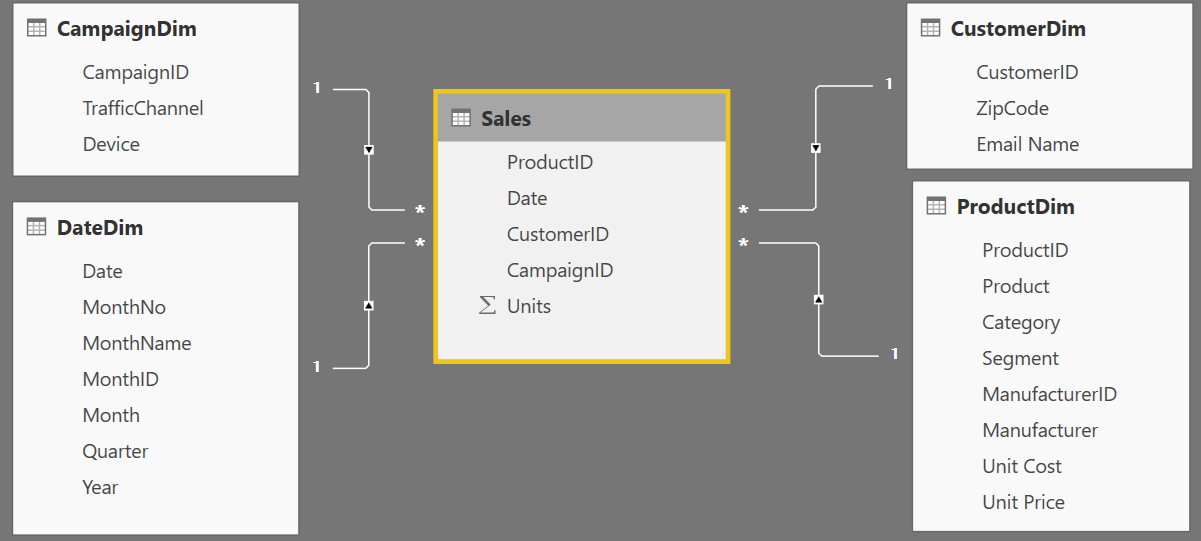 CampaignDim
CampaignID
TrafficChannel
Device
DateDim
Date
MonthNo
MonthName
MonthID
Month
Quarter
Year
1
*
*
1
Sales
ProductID
Date
CustomerID
CampaignID
Σ Units
1
*
*
1
CustomerDim
CustomerID
ZipCode
Email Name
ProductDim
ProductID
Product
Category
Segment
ManufacturerID
Manufacturer
Unit Cost
Unit Price